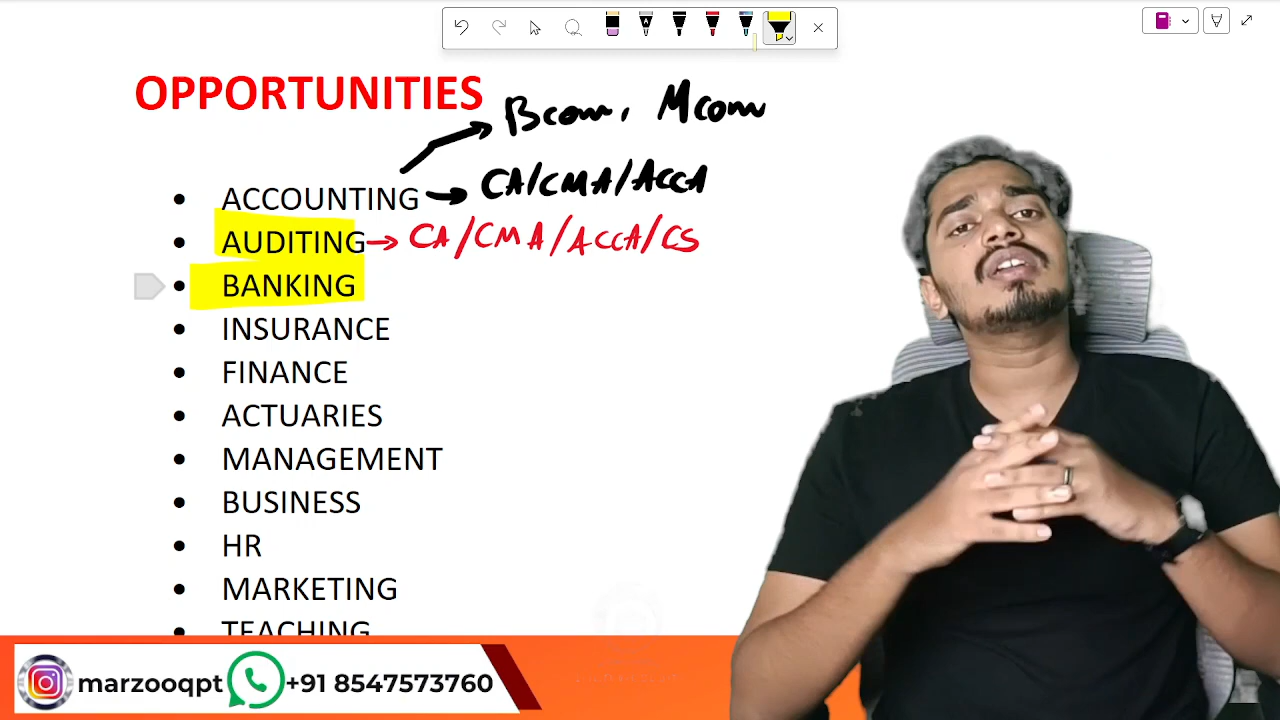 OPPORTUNITIES
Bcom, Mcom
ACCOUNTING → CA/CMA/ACCA
AUDITING → CA/CMA/ACCA/CS
BANKING
INSURANCE
FINANCE
ACTUARIES
MANAGEMENT
BUSINESS
HR
MARKETING
TEACHING
marzooqpt +91 8547573760